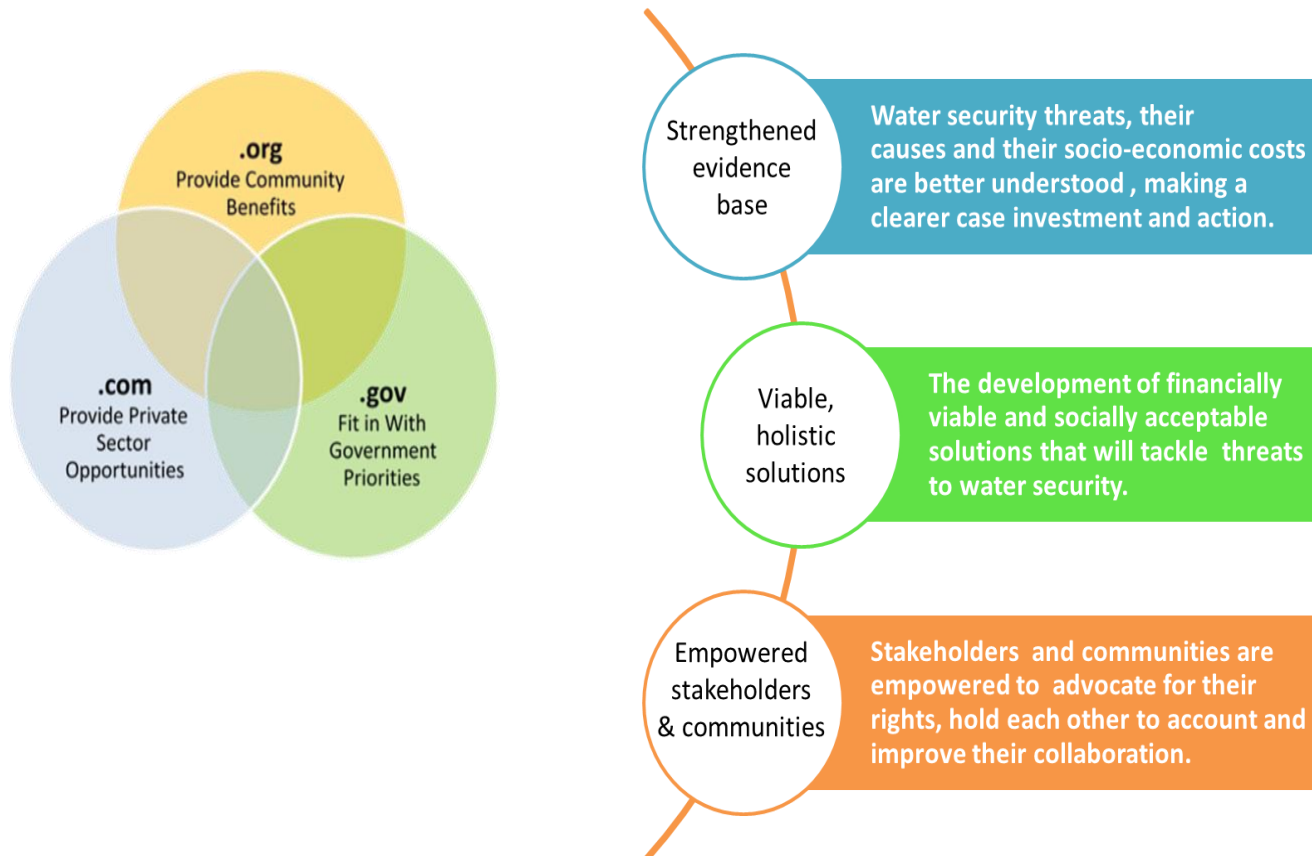 .org
Provide Community
Benefits
.com
Provide Private
Sector
Opportunities
.gov
Fit in With
Government
Priorities
Strengthened
evidence
base
Water security threats, their
causes and their socio-economic costs
are better understood , making a
clearer case investment and action.
Viable,
holistic
solutions
The development of financially
viable and socially acceptable
solutions that will tackle threats
to water security.
Empowered
stakeholders
& communities
Stakeholders and communities are
empowered to advocate for their
rights, hold each other to account and
improve their collaboration.